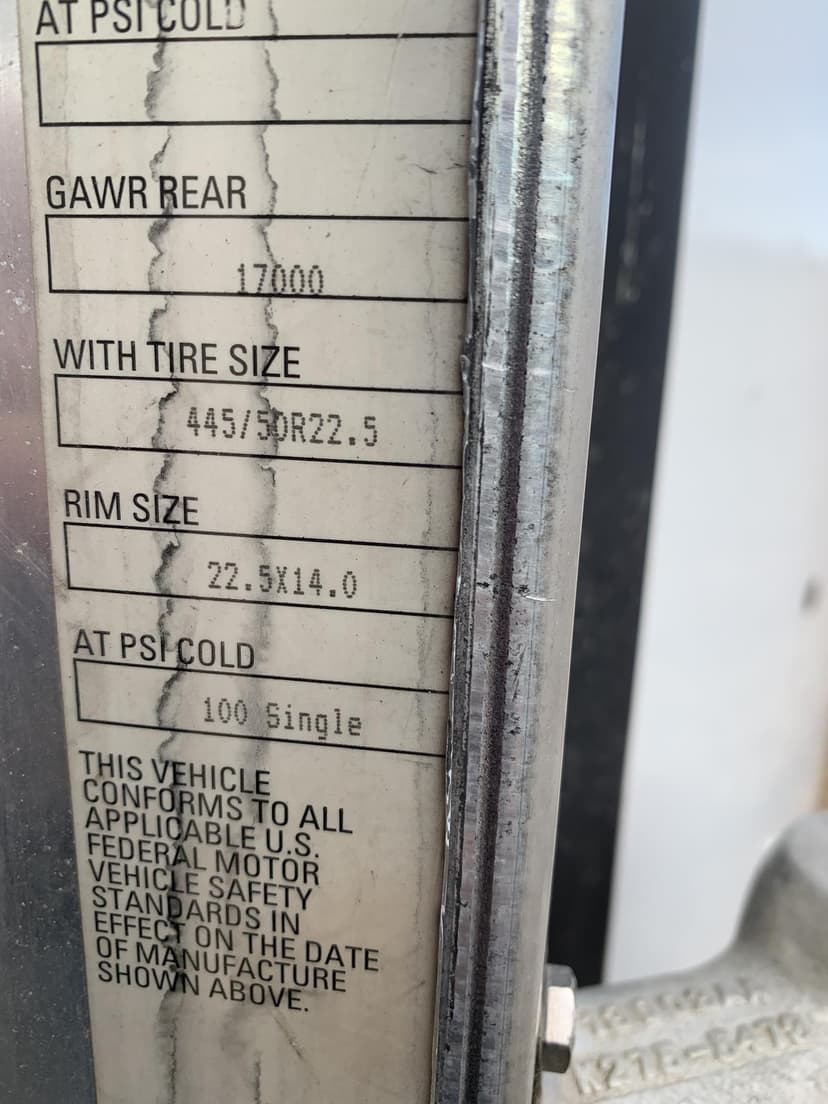 AT PSI COLD
GAWR REAR
17000
WITH TIRE SIZE
445/50R22.5
RIM SIZE
22.5X14.0
AT PSI COLD
100 Single
THIS VEHICLE
CONFORMS TO ALL
APPLICABLE U.S.
FEDERAL MOTOR
VEHICLE SAFETY
STANDARDS IN
EFFECT ON THE DATE
OF MANUFACTURE
SHOWN ABOVE.